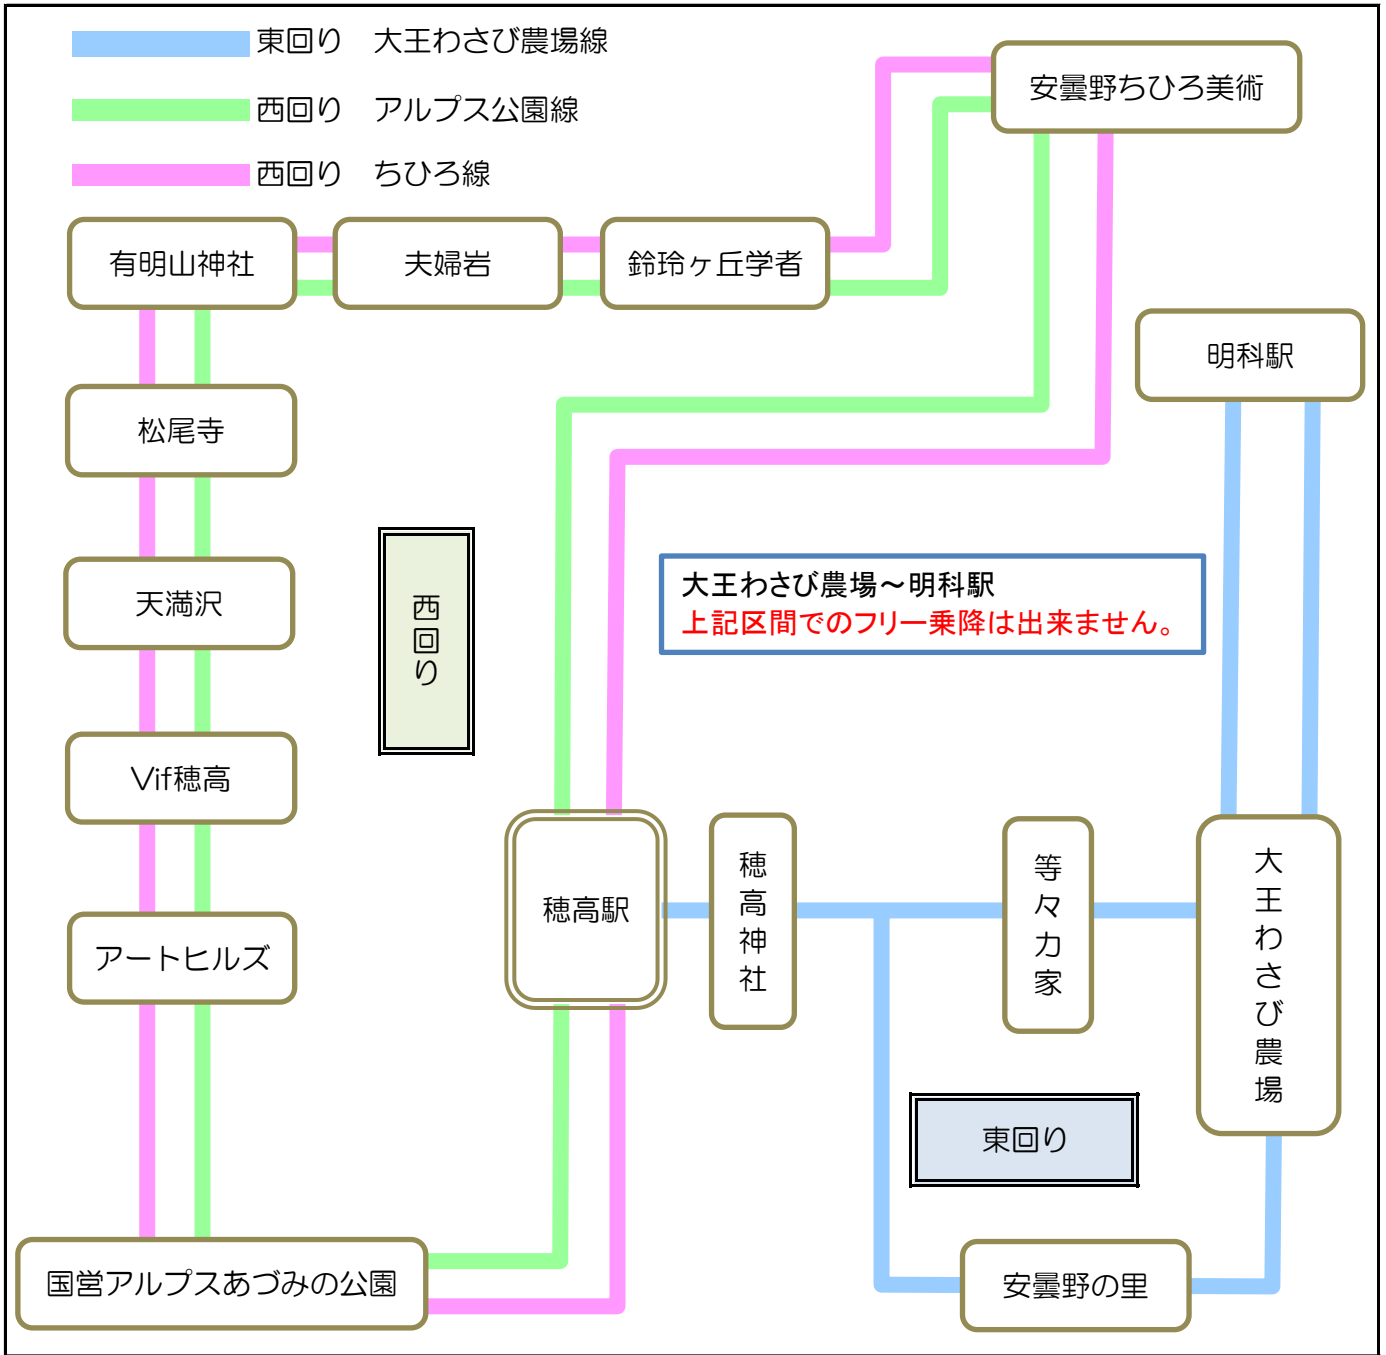 東回り　大王わさび農場線
西回り　アルプス公園線
西回り　ちひろ線
安曇野ちひろ美術
有明山神社
夫婦岩
鈴玲ヶ丘学者
明科駅
松尾寺
天満沢
西回り
大王わさび農場～明科駅
上記区間でのフリー乗降は出来ません。
Vif穂高
穂高駅
穂高神社
等々力家
大王わさび農場
アートヒルズ
東回り
国営アルプスあづみの公園
安曇野の里